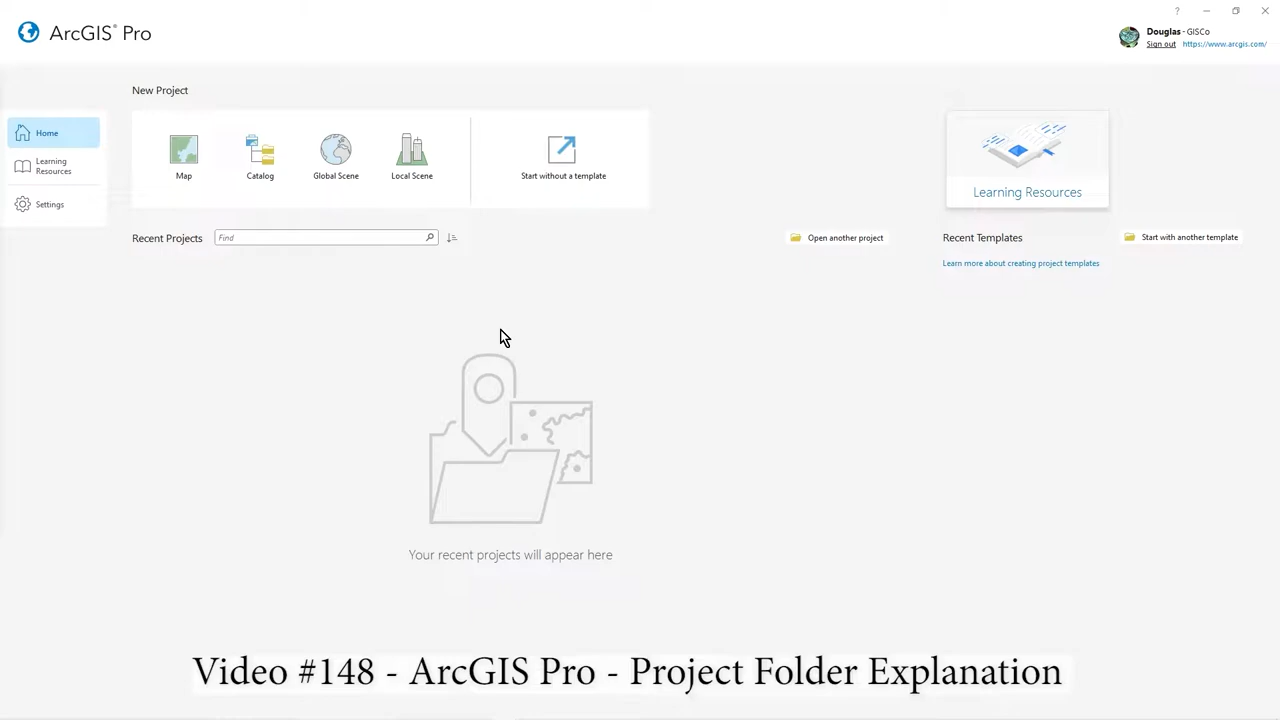 ArcGIS® Pro
?
Douglas - GISCo
Sign out https://www.arcgis.com/
New Project
Home
Learning
Resources
Settings
Map
Catalog
Global Scene
Local Scene
Start without a template
Learning Resources
Recent Projects
Find
Open another project
Recent Templates
Start with another template
Learn more about creating project templates
Your recent projects will appear here
Video #148 - ArcGIS Pro - Project Folder Explanation